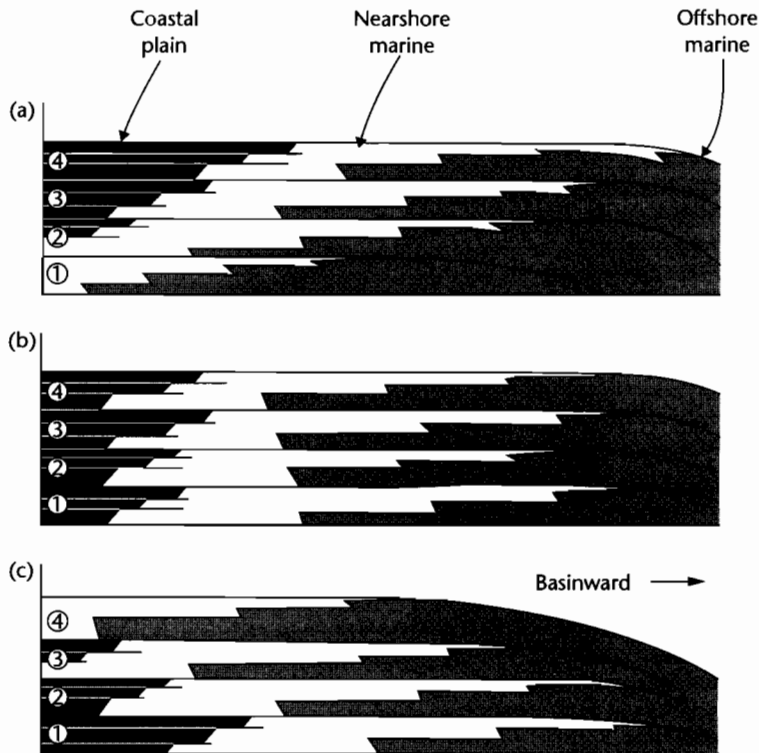 Coastal
plain
Nearshore
marine
Offshore
marine
(a)
④
③
②
①
(b)
④
③
②
①
(c)
Basinward
④
③
②
①